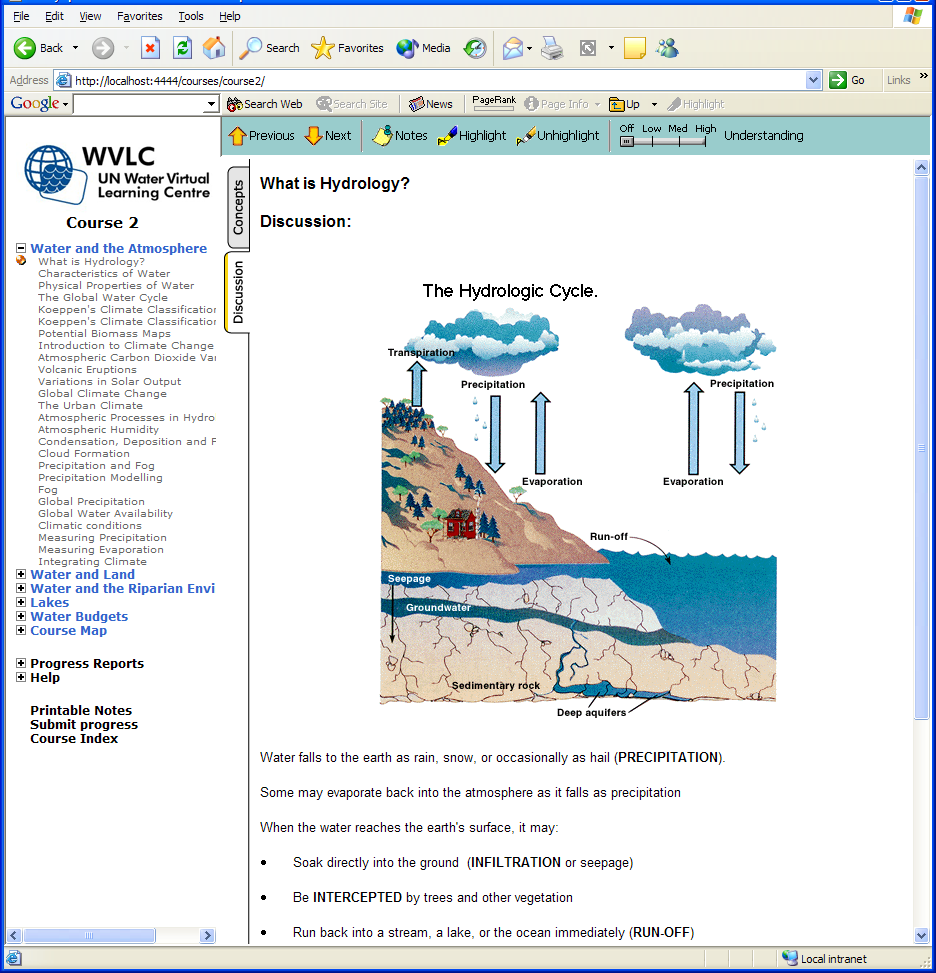 File Edit View Favorites Tools Help
Back Search Favorites Media
Address http://localhost:4444/courses/course2/ Go Links »
Google Search Web Search Site News PageRank Page Info Up Highlight
Previous Next Notes Highlight Unhighlight Off Low Med High Understanding
WVLC
UN Water Virtual
Learning Centre
Course 2
Water and the Atmosphere
What is Hydrology?
Characteristics of Water
Physical Properties of Water
The Global Water Cycle
Koeppen's Climate Classification
Koeppen's Climate Classification
Potential Biomass Maps
Introduction to Climate Change
Atmospheric Carbon Dioxide Var
Volcanic Eruptions
Variations in Solar Output
Global Climate Change
The Urban Climate
Atmospheric Processes in Hydro
Atmospheric Humidity
Condensation, Deposition and F
Cloud Formation
Precipitation and Fog
Precipitation Modelling
Fog
Global Precipitation
Global Water Availability
Climatic conditions
Measuring Precipitation
Measuring Evaporation
Integrating Climate
Water and Land
Water and the Riparian Envi
Lakes
Water Budgets
Course Map
Progress Reports
Help
Printable Notes
Submit progress
Course Index
Concepts
Discussion
What is Hydrology?
Discussion:
The Hydrologic Cycle.
Transpiration
Precipitation
Precipitation
Evaporation
Evaporation
Run-off
Seepage
Groundwater
Sedimentary rock
Deep aquifers
Water falls to the earth as rain, snow, or occasionally as hail (PRECIPITATION).
Some may evaporate back into the atmosphere as it falls as precipitation
When the water reaches the earth's surface, it may:
• Soak directly into the ground (INFILTRATION or seepage)
• Be INTERCEPTED by trees and other vegetation
• Run back into a stream, a lake, or the ocean immediately (RUN-OFF)
Local intranet